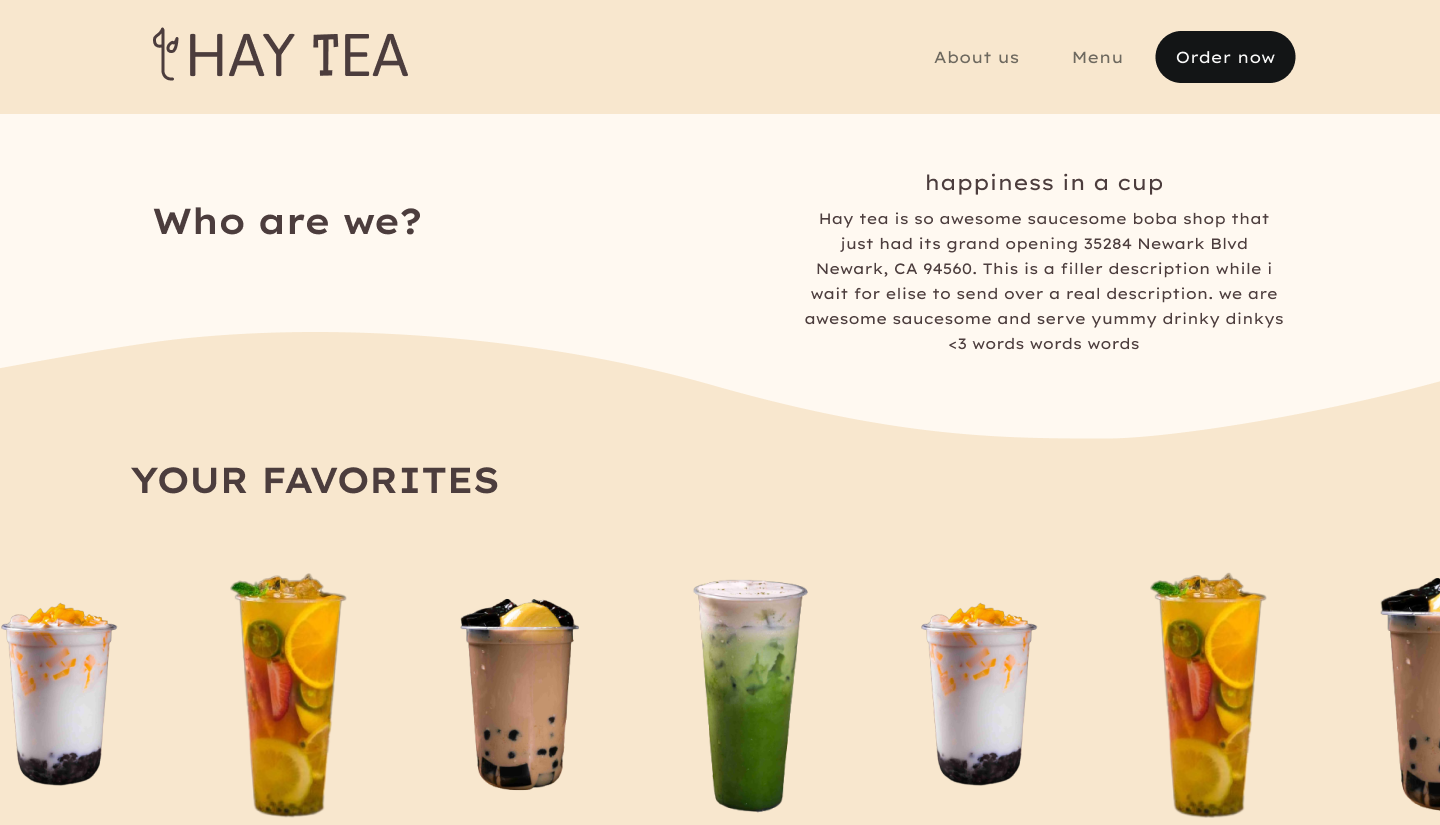 HAY TEA
About us
Menu
Order now
Who are we?
happiness in a cup
Hay tea is so awesome saucesome boba shop that
just had its grand opening 35284 Newark Blvd
Newark, CA 94560. This is a filler description while i
wait for elise to send over a real description. we are
awesome saucesome and serve yummy drinky dinkys
<3 words words words
YOUR FAVORITES